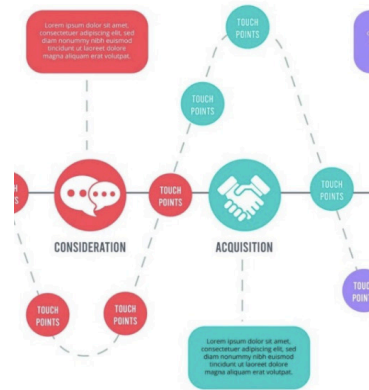 Lorem ipsum dolor sit amet,
consectetuer adipiscing elit, sed
diam nonummy nibh euismod
tincidunt ut laoreet dolore
magna aliquam erat volutpat.
TOUCH
POINTS
TOUCH
POINTS
TOUCH
POINTS
TOUCH
POINTS
CONSIDERATION
ACQUISITION
TOUCH
POINTS
TOUCH
POINTS
TOUCH
POINTS
Lorem ipsum dolor sit amet,
consectetuer adipiscing elit, sed
diam nonummy nibh euismod
tincidunt ut laoreet dolore
magna aliquam erat volutpat.